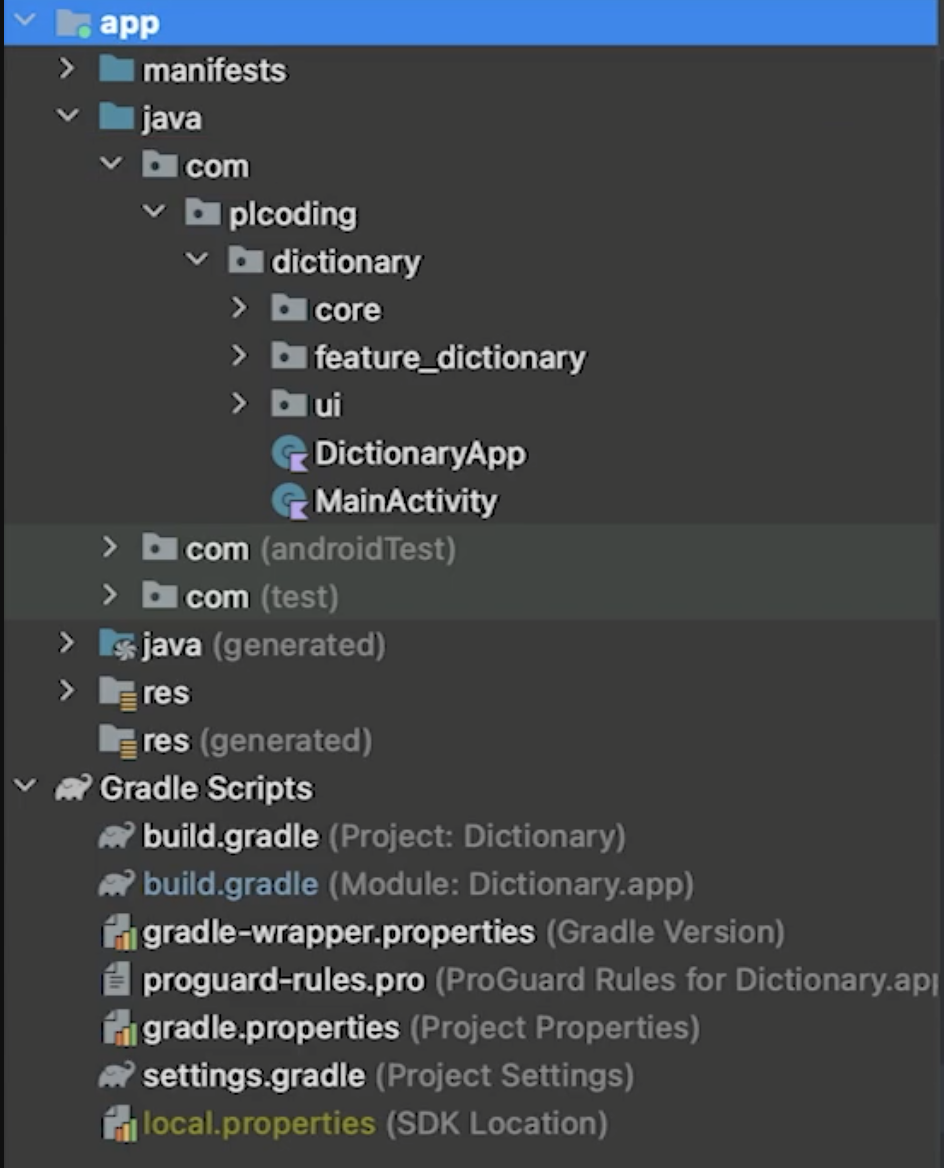 app
manifests
java
com
plcoding
dictionary
core
feature_dictionary
ui
DictionaryApp
MainActivity
com (androidTest)
com (test)
java (generated)
res
res (generated)
Gradle Scripts
build.gradle (Project: Dictionary)
build.gradle (Module: Dictionary.app)
gradle-wrapper.properties (Gradle Version)
proguard-rules.pro (ProGuard Rules for Dictionary.app
gradle.properties (Project Properties)
settings.gradle (Project Settings)
local.properties (SDK Location)